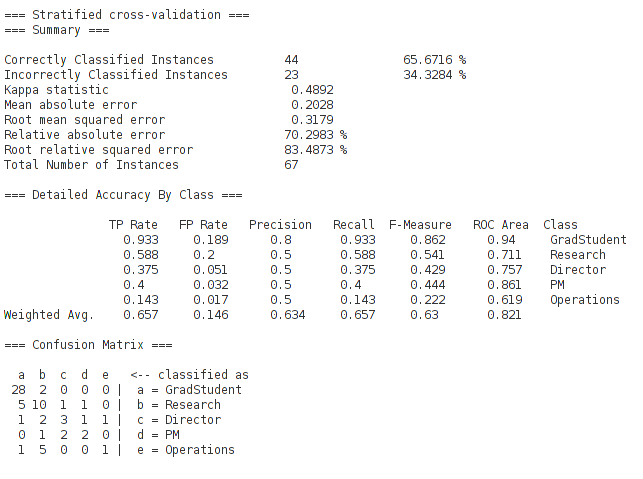 === Stratified cross-validation ===
=== Summary ===
Correctly Classified Instances          44               65.6716 %
Incorrectly Classified Instances        23               34.3284 %
Kappa statistic                          0.4892
Mean absolute error                      0.2028
Root mean squared error                  0.3179
Relative absolute error                 70.2983 %
Root relative squared error             83.4873 %
Total Number of Instances               67
=== Detailed Accuracy By Class ===
               TP Rate   FP Rate   Precision   Recall  F-Measure   ROC Area  Class
                 0.933     0.189      0.8       0.933     0.862      0.94     GradStudent
                 0.588     0.2        0.5       0.588     0.541      0.711    Research
                 0.375     0.051      0.5       0.375     0.429      0.757    Director
                 0.4       0.032      0.5       0.4       0.444      0.861    PM
                 0.143     0.017      0.5       0.143     0.222      0.619    Operations
Weighted Avg.    0.657     0.146      0.634     0.657     0.63       0.821
=== Confusion Matrix ===
  a  b  c  d  e   <-- classified as
 28  2  0  0  0 |  a = GradStudent
  5 10  1  1  0 |  b = Research
  1  2  3  1  1 |  c = Director
  0  1  2  2  0 |  d = PM
  1  5  0  0  1 |  e = Operations